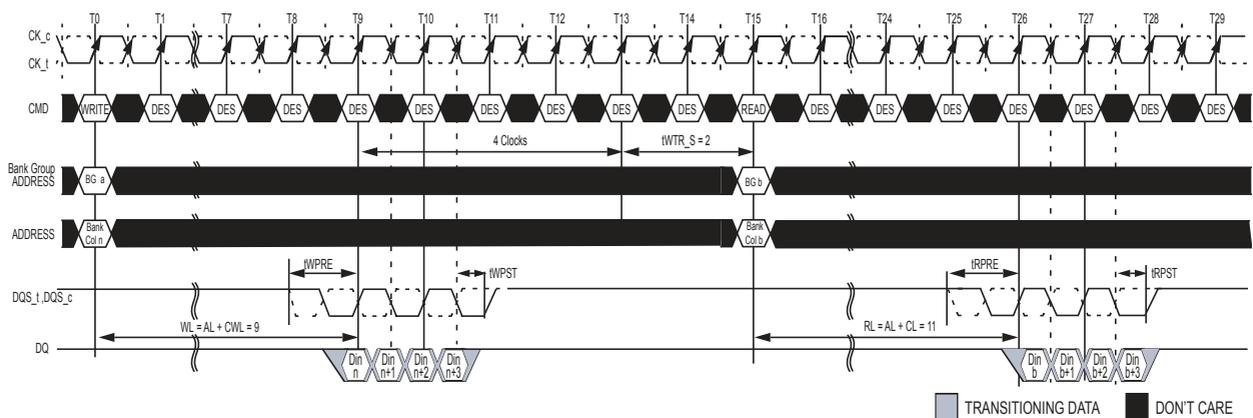 T0 T1 T7 T8 T9 T10 T11 T12 T13 T14 T15 T16 T24 T25 T26 T27 T28 T29
CK_c
CK_t
CMD WRITE DES DES DES DES DES DES DES DES DES READ DES DES DES DES DES DES DES
4 Clocks tWTR_S = 2
Bank Group
ADDRESS BG a BG b
ADDRESS Bank Col n Bank Col b
tWPRE tWPST tRPRE tRPST
DQS_t ,DQS_c
WL = AL + CWL = 9 RL = AL + CL = 11
DQ Din n Din n+1 Din n+2 Din n+3 Din b Din b+1 Din b+2 Din b+3
TRANSITIONING DATA DON'T CARE